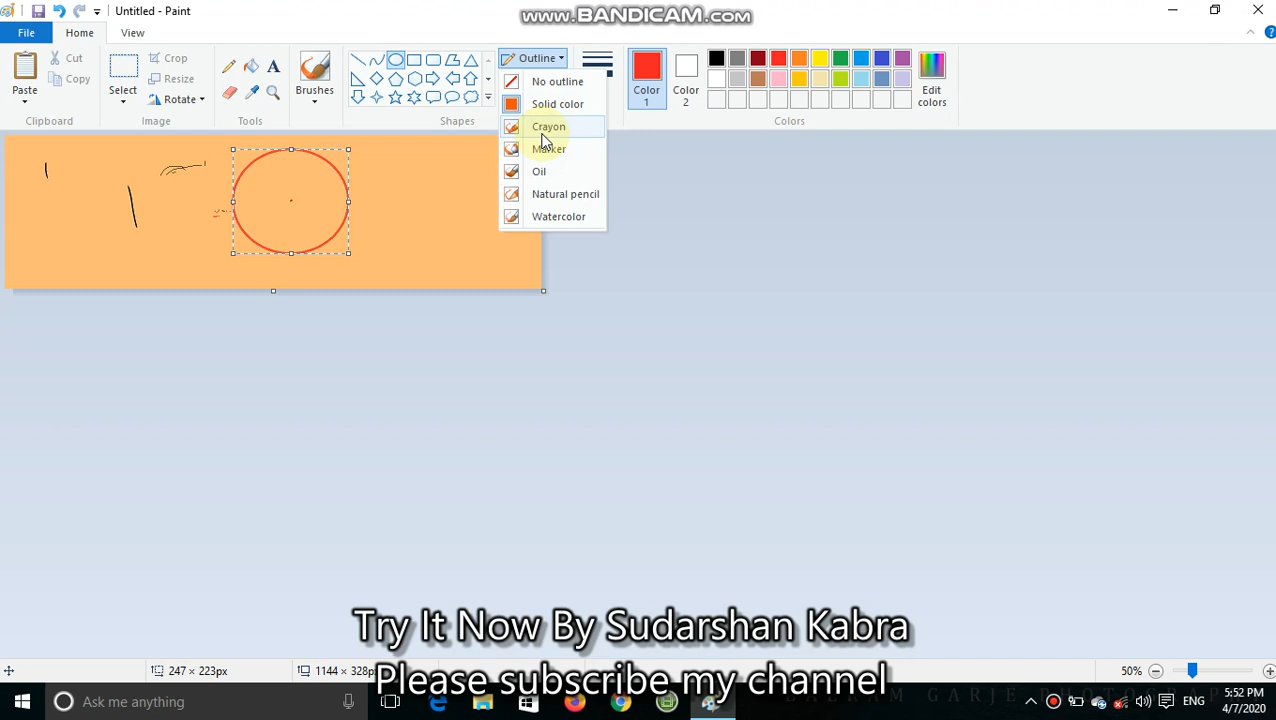 Untitled - Paint
www.BANDICAM.com
File
Home
View
Paste
Cut
Copy
Clipboard
Select
Crop
Resize
Rotate
Image
Tools
Brushes
Shapes
Outline
No outline
Solid color
Crayon
Marker
Oil
Natural pencil
Watercolor
Color 1
Color 2
Edit colors
Colors
Try It Now By Sudarshan Kabra
Please subscribe my channel
247 × 223px
1144 × 328px
50%
Ask me anything
ENG
5:52 PM
4/7/2020